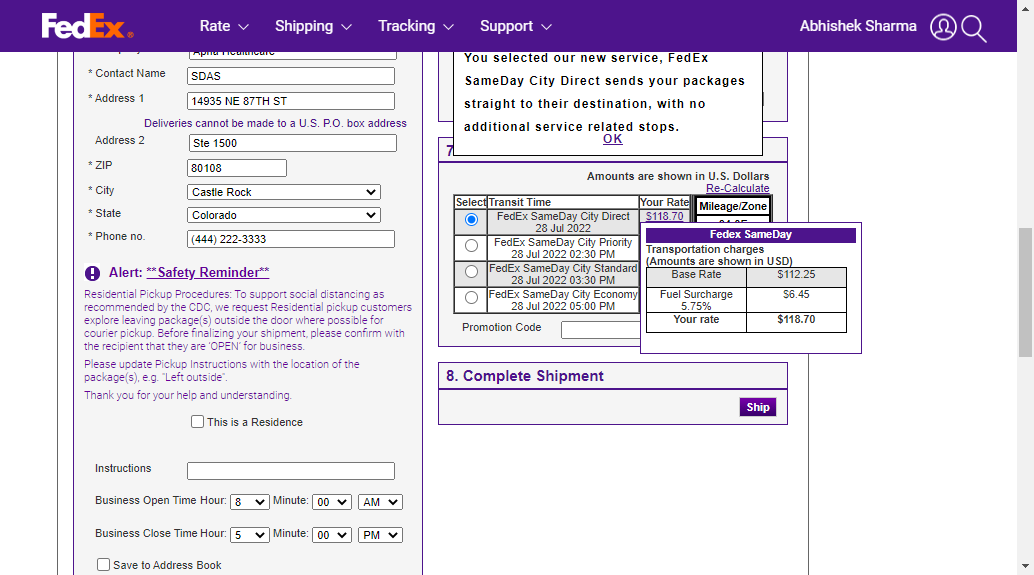 FedEx®
Rate
Shipping
Tracking
Support
Abhishek Sharma
Apna Healthcare
* Contact Name
SDAS
* Address 1
14935 NE 87TH ST
Deliveries cannot be made to a U.S. P.O. box address
Address 2
Ste 1500
* ZIP
80108
* City
Castle Rock
* State
Colorado
* Phone no.
(444) 222-3333
Alert: **Safety Reminder**
Residential Pickup Procedures: To support social distancing as
recommended by the CDC, we request Residential pickup customers
explore leaving package(s) outside the door where possible for
courier pickup. Before finalizing your shipment, please confirm with
the recipient that they are 'OPEN' for business.
Please update Pickup Instructions with the location of the
package(s), e.g. "Left outside".
Thank you for your help and understanding.
This is a Residence
Instructions
Business Open Time Hour: 8 Minute: 00 AM
Business Close Time Hour: 5 Minute: 00 PM
Save to Address Book
You selected our new service, FedEx
SameDay City Direct sends your packages
straight to their destination, with no
additional service related stops.
OK
7
Amounts are shown in U.S. Dollars
Re-Calculate
Select Transit Time Your Rate Mileage/Zone
FedEx SameDay City Direct $118.70
28 Jul 2022
FedEx SameDay City Priority
28 Jul 2022 02:30 PM
FedEx SameDay City Standard
28 Jul 2022 03:30 PM
FedEx SameDay City Economy
28 Jul 2022 05:00 PM
Promotion Code
Fedex SameDay
Transportation charges
(Amounts are shown in USD)
Base Rate $112.25
Fuel Surcharge $6.45
5.75%
Your rate $118.70
8. Complete Shipment
Ship